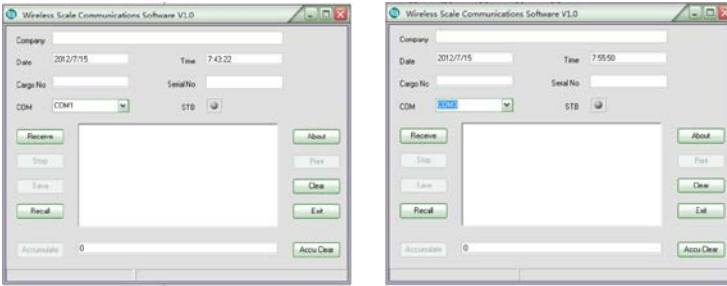 Wireless Scale Communications Software V1.0
Company
Date 2012/7/15 Time 7:43:22
Cargo No Serial No
COM COM1 STB
Receive About
Stop Print
Save Clear
Recall Exit
Accumulate 0 Accu Clear
Wireless Scale Communications Software V1.0
Company
Date 2012/7/15 Time 7:55:50
Cargo No Serial No
COM COM3 STB
Receive About
Stop Print
Save Clear
Recall Exit
Accumulate 0 Accu Clear